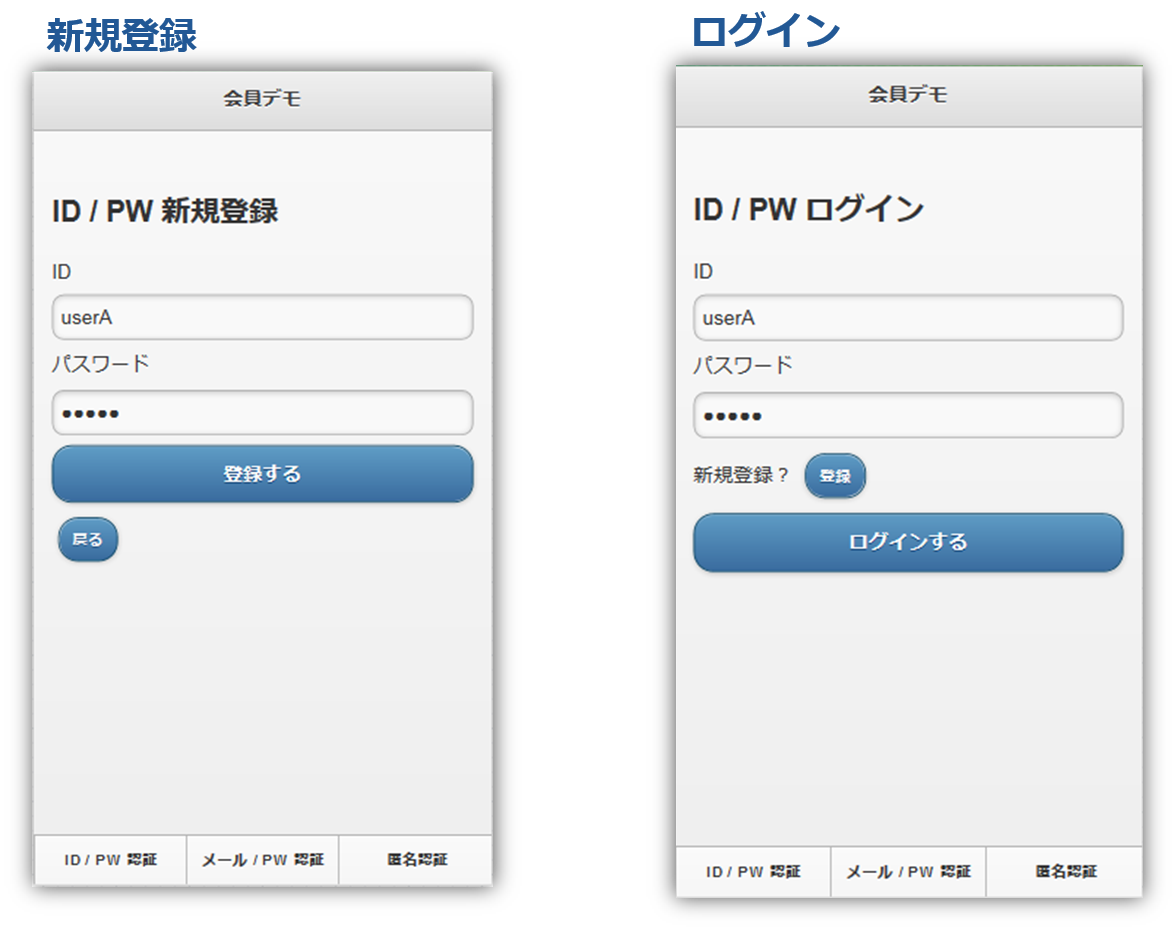 新規登録
会員デモ
ID / PW 新規登録
ID
userA
パスワード
•••••
登録する
戻る
ID / PW 認証
メール / PW 認証
匿名認証
ログイン
会員デモ
ID / PW ログイン
ID
userA
パスワード
•••••
新規登録？ 登録
ログインする
ID / PW 認証
メール / PW 認証
匿名認証